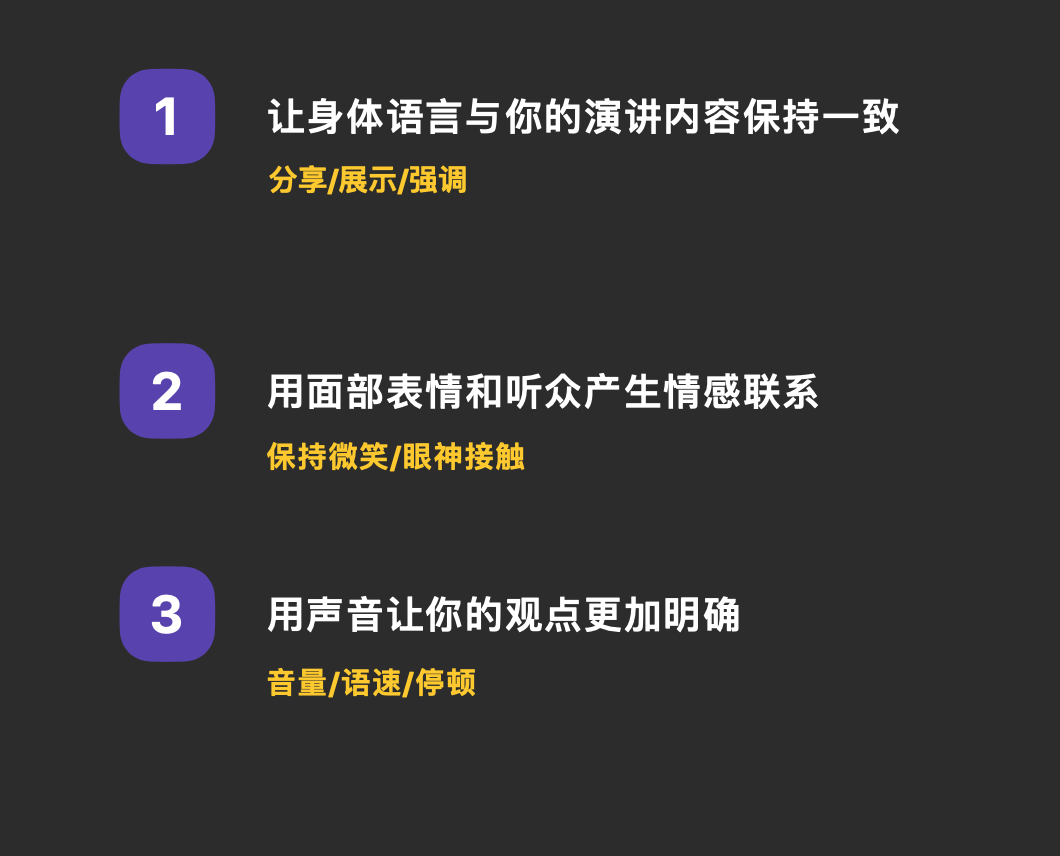 1 让身体语言与你的演讲内容保持一致
分享/展示/强调
2 用面部表情和听众产生情感联系
保持微笑/眼神接触
3 用声音让你的观点更加明确
音量/语速/停顿